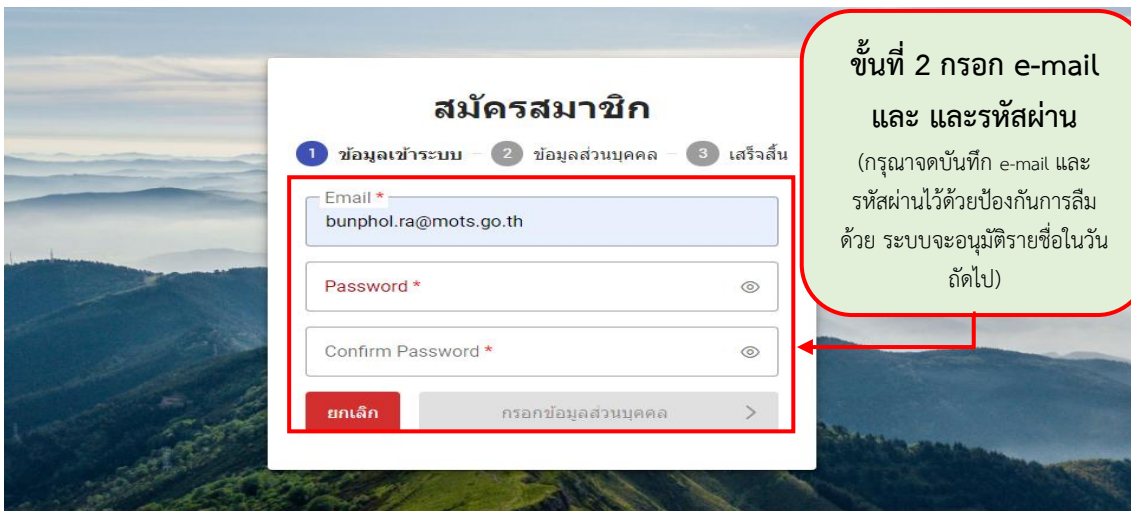 สมัครสมาชิก
1 ข้อมูลเข้าระบบ 2 ข้อมูลส่วนบุคคล 3 เสร็จสิ้น
Email *
bunphol.ra@mots.go.th
Password *
Confirm Password *
ยกเลิก กรอกข้อมูลส่วนบุคคล >
ขั้นที่ 2 กรอก e-mail
และ และรหัสผ่าน
(กรุณาจดบันทึก e-mail และ
รหัสผ่านไว้ด้วยป้องกันการลืม
ด้วย ระบบจะอนุมัติรายชื่อในวัน
ถัดไป)